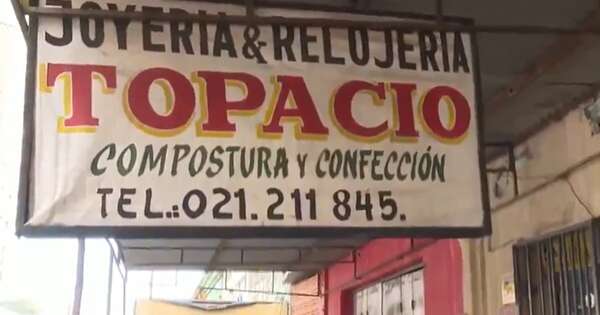 JOYERIA & RELOJERIA
TOPACIO
COMPOSTURA Y CONFECCIÓN
TEL.: 021. 211 845.